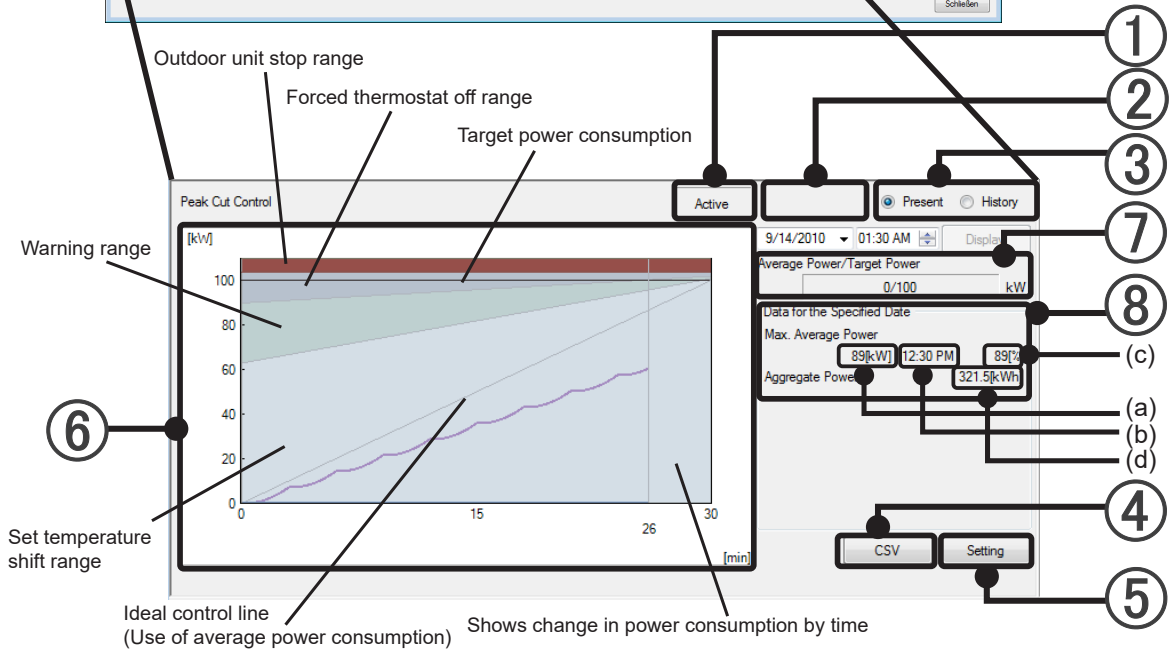 Schließen
1
Outdoor unit stop range
2
Forced thermostat off range
Target power consumption
3
Peak Cut Control
Active
Present
History
Warning range
[kW]
9/14/2010
01:30 AM
Display
7
Average Power/Target Power
0/100
kW
100
80
60
40
20
0
0
15
26
30
[min]
8
Data for the Specified Date
Max. Average Power
89[kW]
12:30 PM
89[%
(c)
Aggregate Powe
321.5[kWh
(a)
(b)
(d)
6
4
CSV
Setting
5
Set temperature
shift range
Ideal control line
(Use of average power consumption)
Shows change in power consumption by time